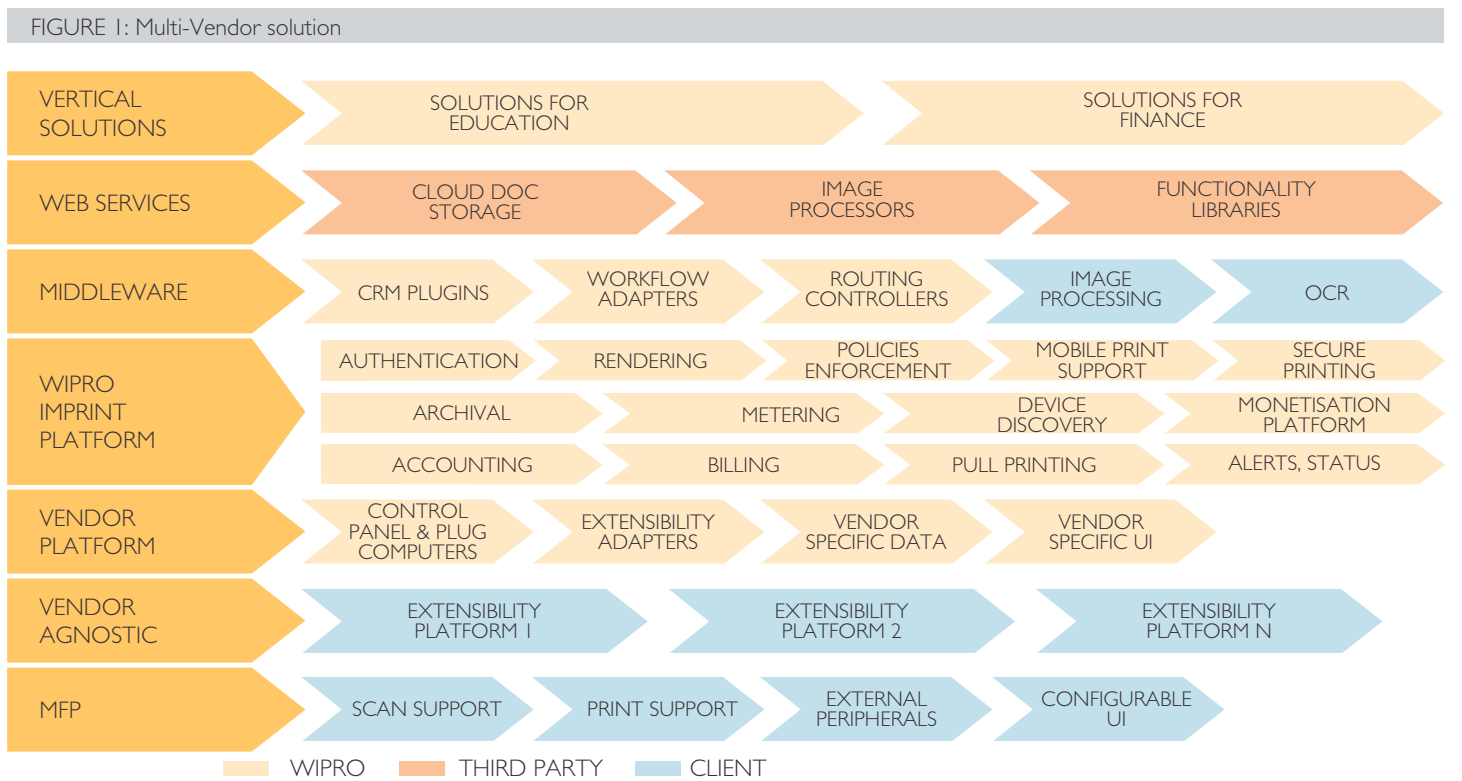 FIGURE 1: Multi-Vendor solution
VERTICAL
SOLUTIONS
SOLUTIONS FOR
EDUCATION
SOLUTIONS FOR
FINANCE
WEB SERVICES
CLOUD DOC
STORAGE
IMAGE
PROCESSORS
FUNCTIONALITY
LIBRARIES
MIDDLEWARE
CRM PLUGINS
WORKFLOW
ADAPTERS
ROUTING
CONTROLLERS
IMAGE
PROCESSING
OCR
WIPRO
IMPRINT
PLATFORM
AUTHENTICATION
RENDERING
POLICIES
ENFORCEMENT
MOBILE PRINT
SUPPORT
SECURE
PRINTING
ARCHIVAL
METERING
DEVICE
DISCOVERY
MONETISATION
PLATFORM
ACCOUNTING
BILLING
PULL PRINTING
ALERTS, STATUS
VENDOR
PLATFORM
CONTROL
PANEL & PLUG
COMPUTERS
EXTENSIBILITY
ADAPTERS
VENDOR
SPECIFIC DATA
VENDOR
SPECIFIC UI
VENDOR
AGNOSTIC
EXTENSIBILITY
PLATFORM 1
EXTENSIBILITY
PLATFORM 2
EXTENSIBILITY
PLATFORM N
MFP
SCAN SUPPORT
PRINT SUPPORT
EXTERNAL
PERIPHERALS
CONFIGURABLE
UI
WIPRO
THIRD PARTY
CLIENT